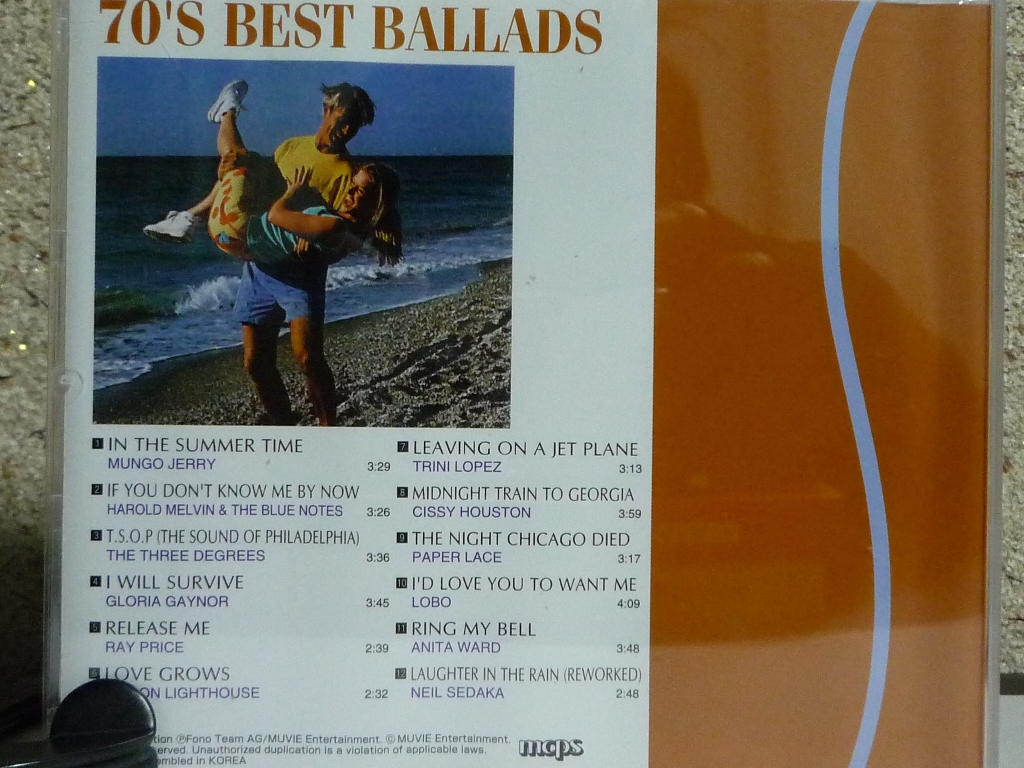 70'S BEST BALLADS
1 IN THE SUMMER TIME
MUNGO JERRY 3:29
2 IF YOU DON'T KNOW ME BY NOW
HAROLD MELVIN & THE BLUE NOTES 3:26
3 T.S.O.P (THE SOUND OF PHILADELPHIA)
THE THREE DEGREES 3:36
4 I WILL SURVIVE
GLORIA GAYNOR 3:45
5 RELEASE ME
RAY PRICE 2:39
6 LOVE GROWS
ON LIGHTHOUSE 2:32
7 LEAVING ON A JET PLANE
TRINI LOPEZ 3:13
8 MIDNIGHT TRAIN TO GEORGIA
CISSY HOUSTON 3:59
9 THE NIGHT CHICAGO DIED
PAPER LACE 3:17
10 I'D LOVE YOU TO WANT ME
LOBO 4:09
11 RING MY BELL
ANITA WARD 3:48
12 LAUGHTER IN THE RAIN (REWORKED)
NEIL SEDAKA 2:48
tion ℗Fono Team AG/MUVIE Entertainment. © MUVIE Entertainment.
erved. Unauthorized duplication is a violation of applicable laws.
embled in KOREA
mcps